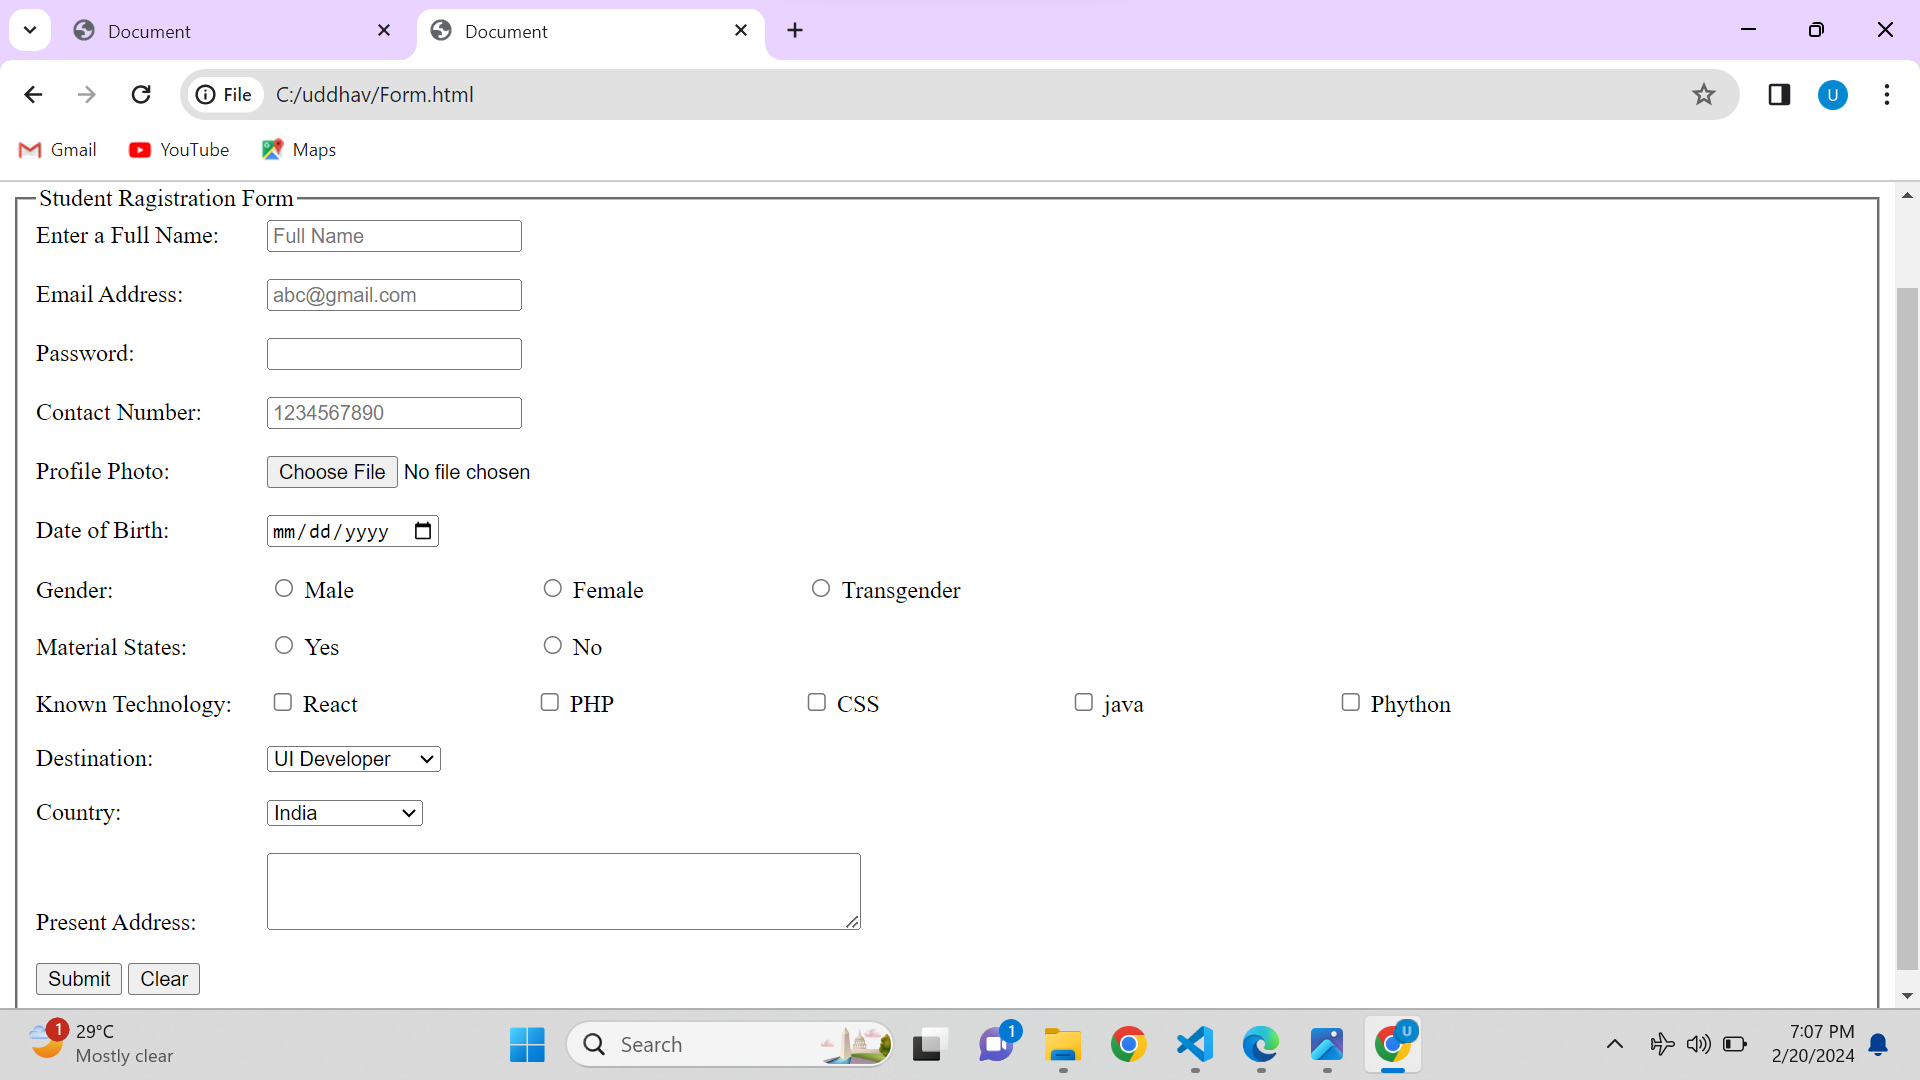 Document
Document
File C:/uddhav/Form.html
U
Gmail YouTube Maps
Student Ragistration Form
Enter a Full Name: Full Name
Email Address: abc@gmail.com
Password:
Contact Number: 1234567890
Profile Photo: Choose File No file chosen
Date of Birth: mm/dd/yyyy
Gender: Male Female Transgender
Material States: Yes No
Known Technology: React PHP CSS java Phython
Destination: UI Developer
Country: India
Present Address:
Submit Clear
1 29°C
Mostly clear
Search
1
U
7:07 PM
2/20/2024